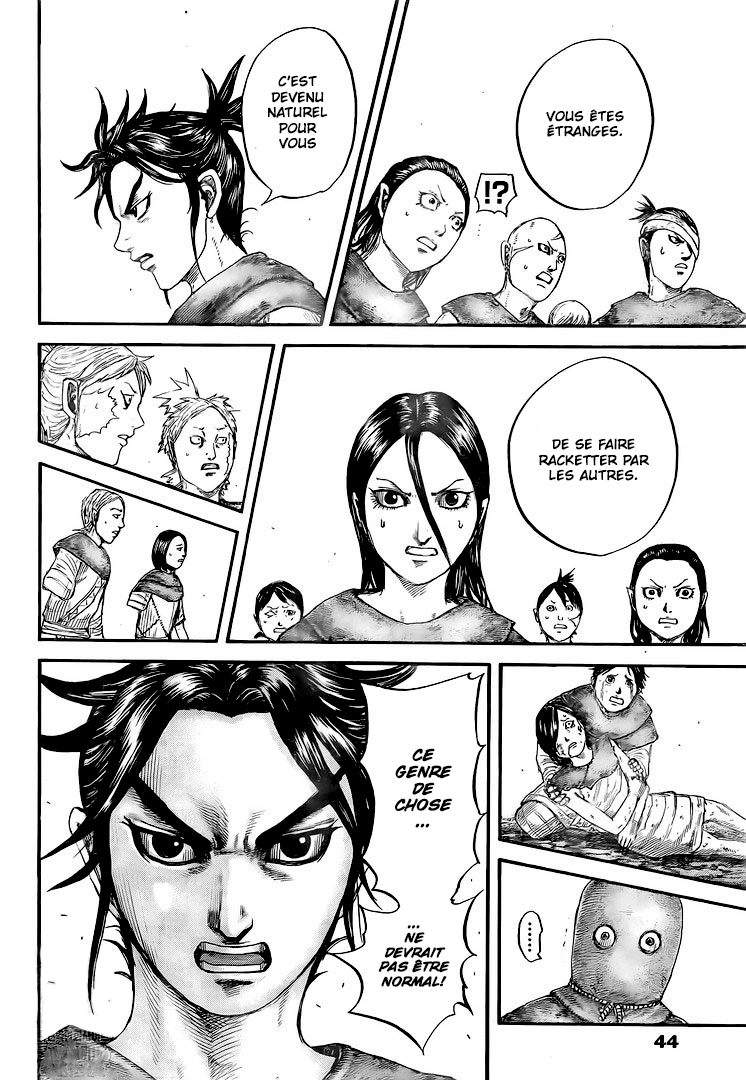 VOUS ÊTES
ÉTRANGES.
!?
C'EST
DEVENU
NATUREL
POUR
VOUS
DE SE FAIRE
RACKETTER PAR
LES AUTRES.
......
CE
GENRE
DE
CHOSE
...
...
NE
DEVRAIT
PAS ÊTRE
NORMAL!
44